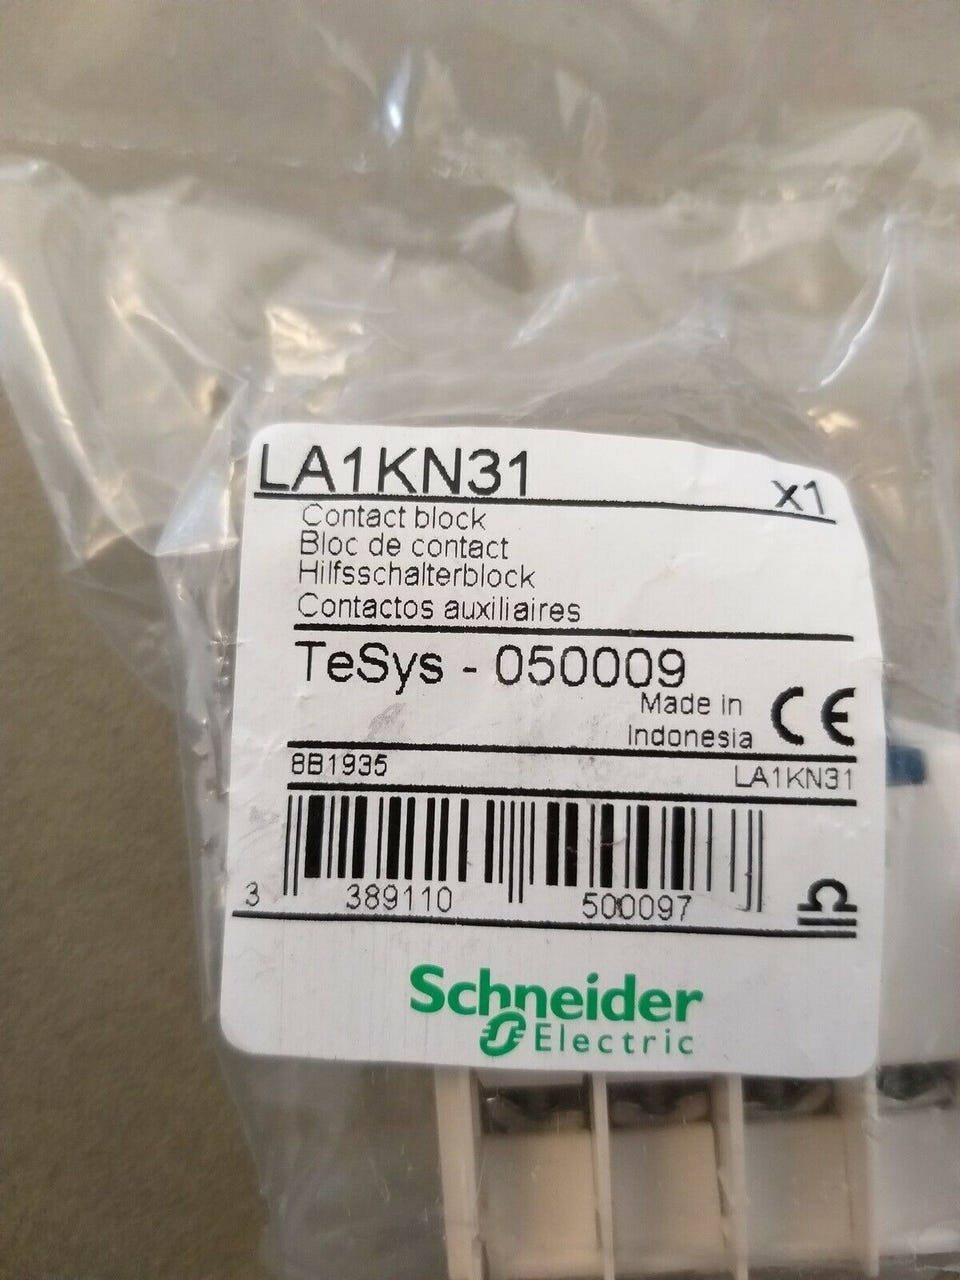 LA1KN31
x1
Contact block
Bloc de contact
Hilfsschalterblock
Contactos auxiliaires
TeSys - 050009
Made in
Indonesia
CE
8B1935
LA1KN31
3 389110 500097
Schneider
Electric